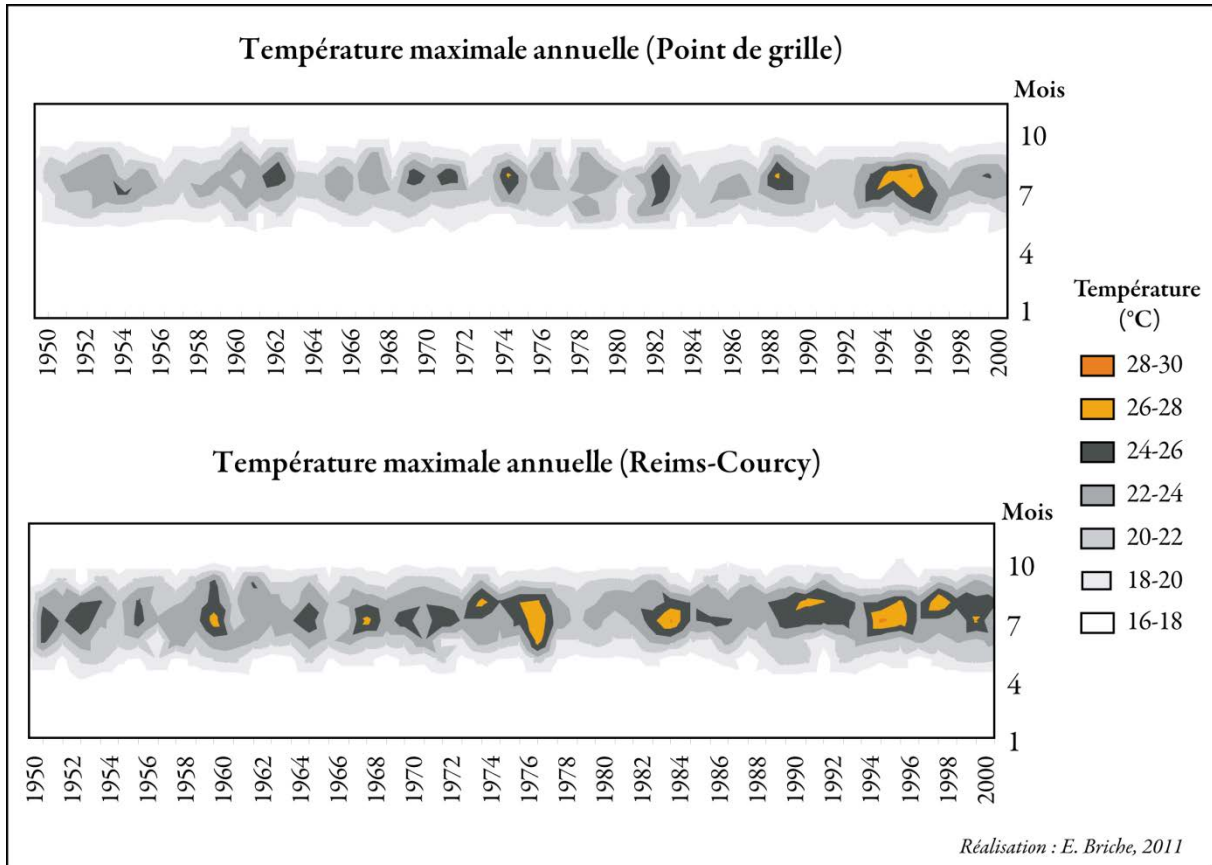 Température maximale annuelle (Point de grille)
Mois
10
7
4
1
1950 1952 1954 1956 1958 1960 1962 1964 1966 1968 1970 1972 1974 1976 1978 1980 1982 1984 1986 1988 1990 1992 1994 1996 1998 2000
Température maximale annuelle (Reims-Courcy)
Mois
10
7
4
1
1950 1952 1954 1956 1958 1960 1962 1964 1966 1968 1970 1972 1974 1976 1978 1980 1982 1984 1986 1988 1990 1992 1994 1996 1998 2000
Température
(°C)
28-30
26-28
24-26
22-24
20-22
18-20
16-18
Réalisation : E. Briche, 2011